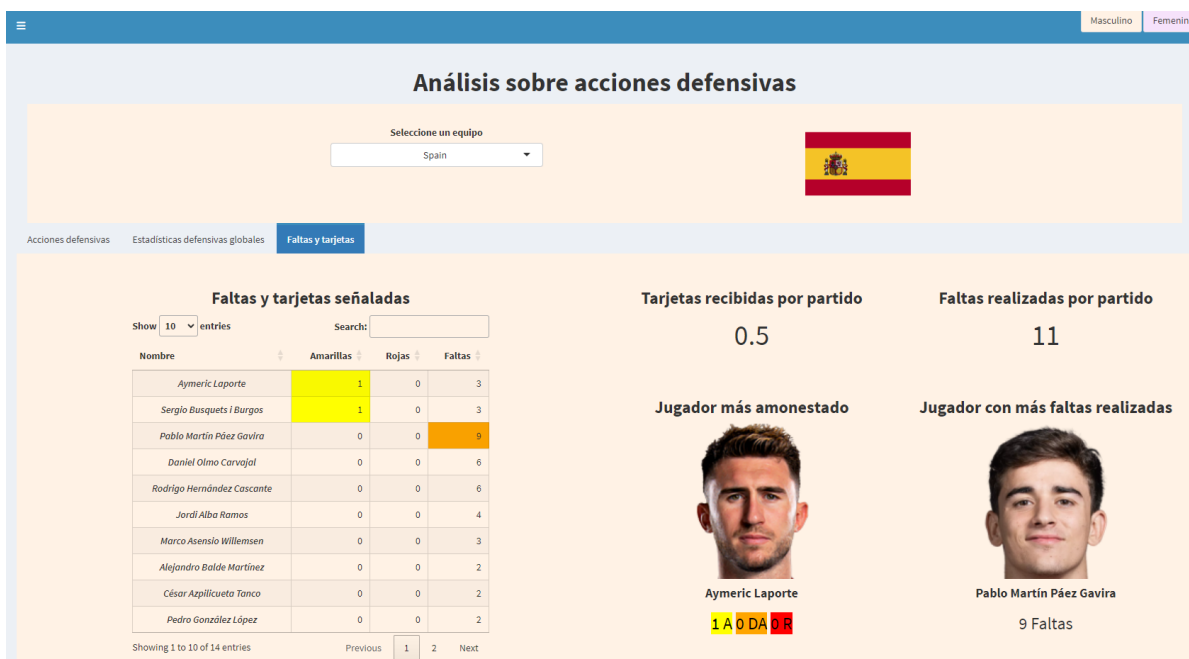 Masculino Femenin
Análisis sobre acciones defensivas
Seleccione un equipo
Spain
Acciones defensivas Estadísticas defensivas globales Faltas y tarjetas
Faltas y tarjetas señaladas
Show 10 entries Search:
Nombre Amarillas Rojas Faltas
Aymeric Laporte 1 0 3
Sergio Busquets i Burgos 1 0 3
Pablo Martín Páez Gavira 0 0 9
Daniel Olmo Carvajal 0 0 6
Rodrigo Hernández Cascante 0 0 6
Jordi Alba Ramos 0 0 4
Marco Asensio Willemsen 0 0 3
Alejandro Balde Martínez 0 0 2
César Azpilicueta Tanco 0 0 2
Pedro González López 0 0 2
Showing 1 to 10 of 14 entries Previous 1 2 Next
Tarjetas recibidas por partido
0.5
Faltas realizadas por partido
11
Jugador más amonestado
Aymeric Laporte
1 A 0 DA 0 R
Jugador con más faltas realizadas
Pablo Martín Páez Gavira
9 Faltas